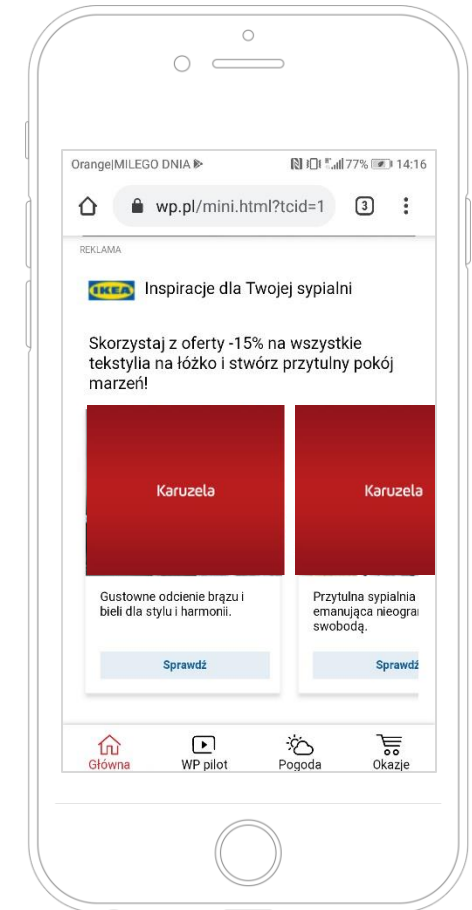 Orange|MILEGO DNIA
77% 14:16
wp.pl/mini.html?tcid=1 3
REKLAMA
IKEA Inspiracje dla Twojej sypialni
Skorzystaj z oferty -15% na wszystkie
tekstylia na łóżko i stwórz przytulny pokój
marzeń!
Karuzela
Karuzela
Gustowne odcienie brązu i
bieli dla stylu i harmonii.
Sprawdź
Przytulna sypialnia
emanująca nieogra
swobodą.
Sprawdź
Główna
WP pilot
Pogoda
Okazje